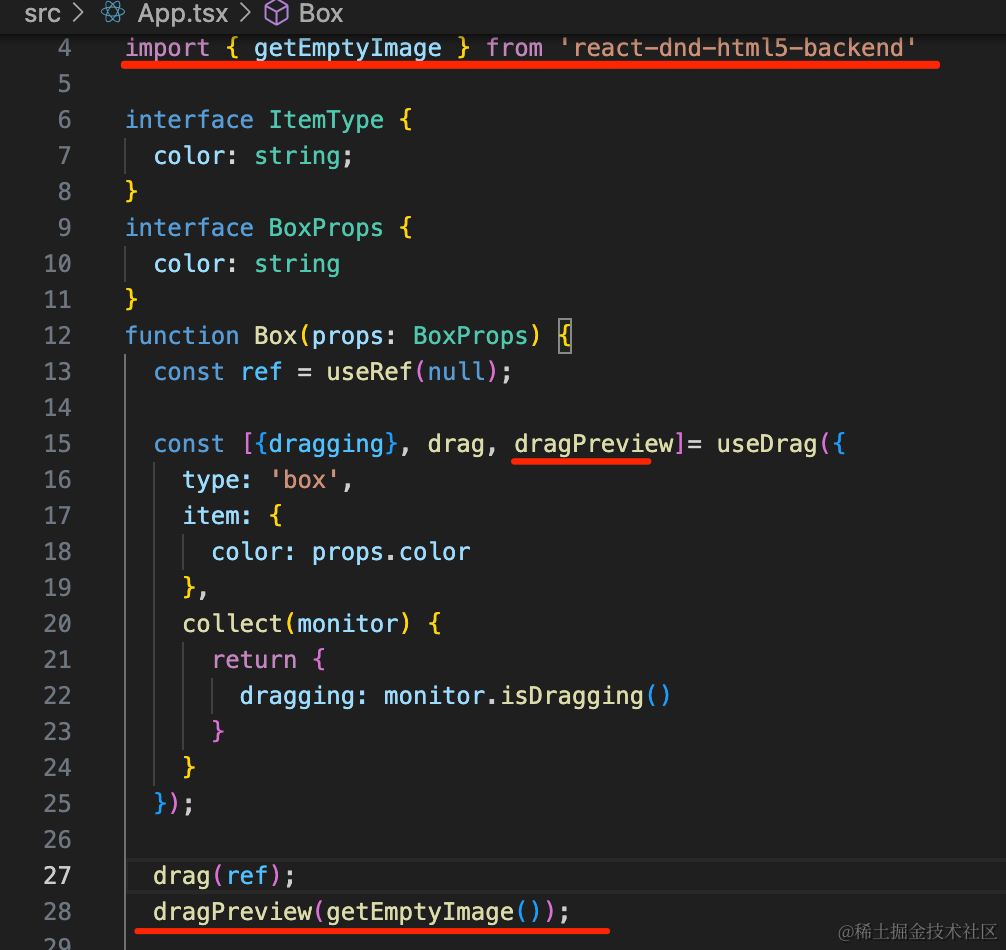 src > App.tsx > Box
4 import { getEmptyImage } from 'react-dnd-html5-backend'
5
6 interface ItemType {
7 color: string;
8 }
9 interface BoxProps {
10 color: string
11 }
12 function Box(props: BoxProps) {
13 const ref = useRef(null);
14
15 const [{dragging}, drag, dragPreview]= useDrag({
16 type: 'box',
17 item: {
18 color: props.color
19 },
20 collect(monitor) {
21 return {
22 dragging: monitor.isDragging()
23 }
24 }
25 });
26
27 drag(ref);
28 dragPreview(getEmptyImage());
29
@稀土掘金技术社区